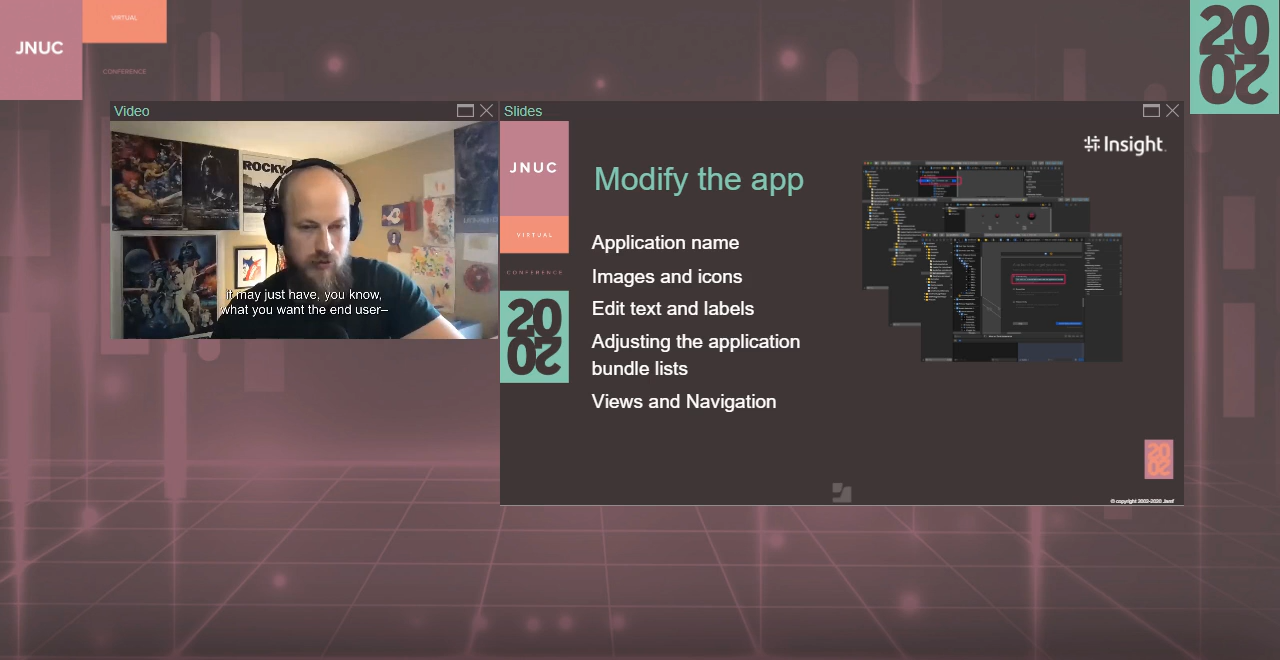 JNUC
VIRTUAL
CONFERENCE
2020
Video
ROCKY
it may just have, you know,
what you want the end user–
Slides
JNUC
VIRTUAL
CONFERENCE
2020
Insight.
Modify the app
Application name
Images and icons
Edit text and labels
Adjusting the application
bundle lists
Views and Navigation
2020
© copyright 2002-2020 Jamf